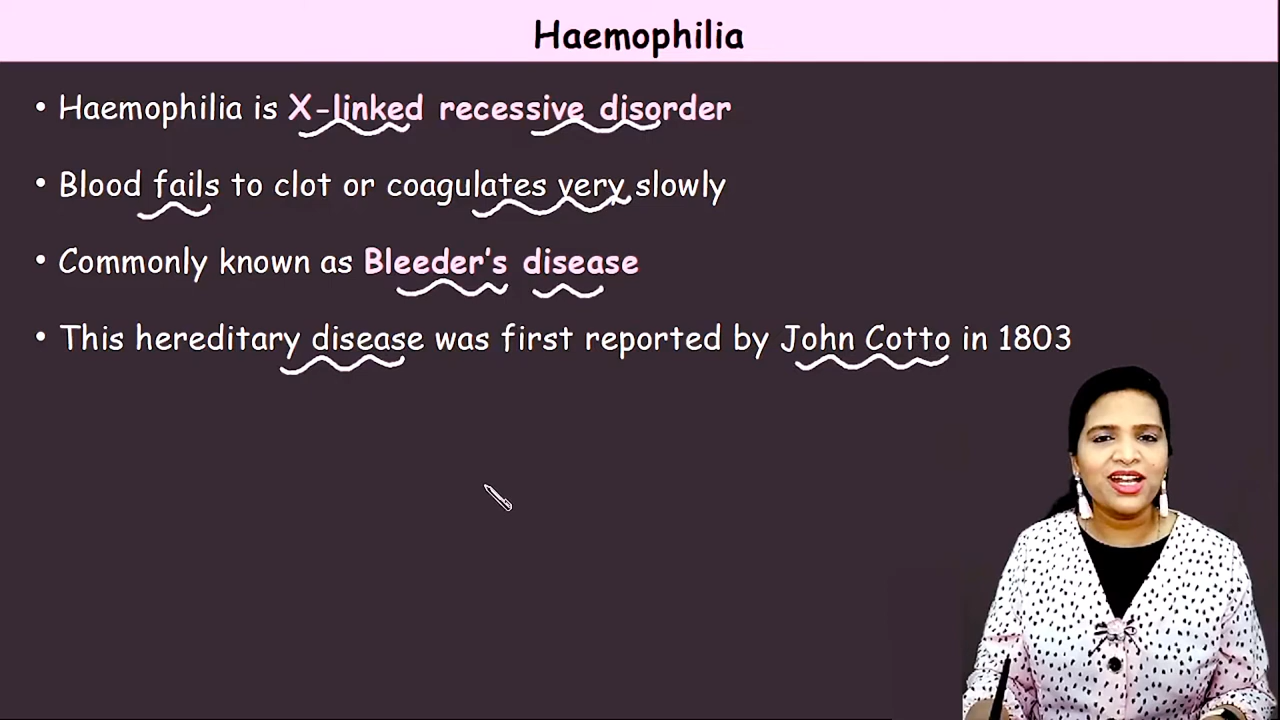 Haemophilia
• Haemophilia is X-linked recessive disorder
• Blood fails to clot or coagulates very slowly
• Commonly known as Bleeder's disease
• This hereditary disease was first reported by John Cotto in 1803